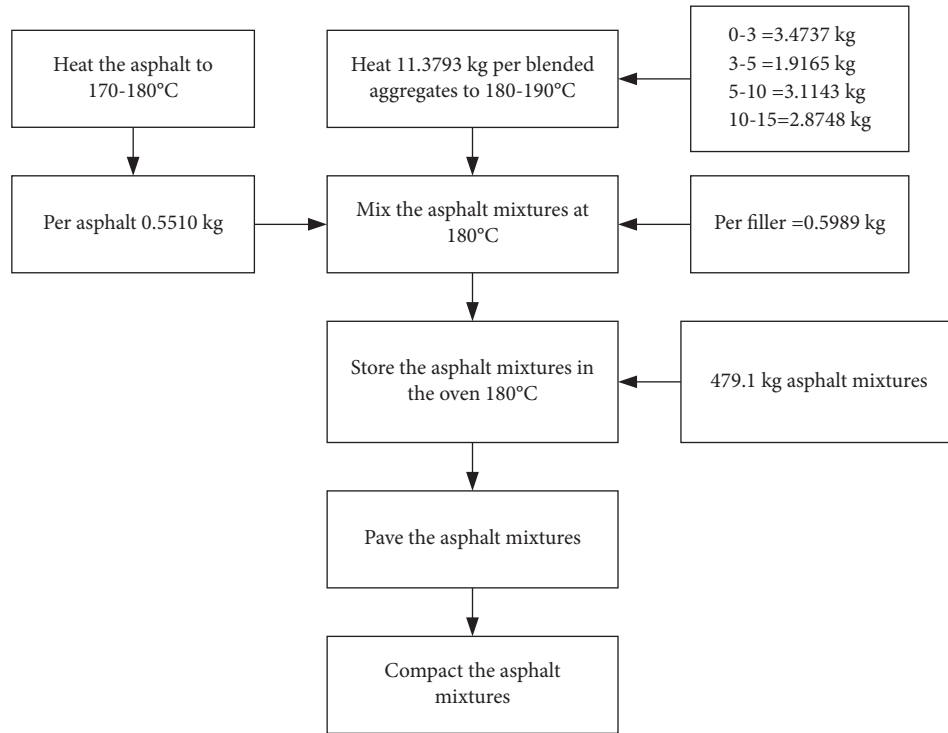 Heat the asphalt to
170-180°C
Heat 11.3793 kg per blended
aggregates to 180-190°C
0-3 =3.4737 kg
3-5 =1.9165 kg
5-10 =3.1143 kg
10-15=2.8748 kg
Per asphalt 0.5510 kg
Mix the asphalt mixtures at
180°C
Per filler =0.5989 kg
Store the asphalt mixtures in
the oven 180°C
479.1 kg asphalt mixtures
Pave the asphalt mixtures
Compact the asphalt
mixtures